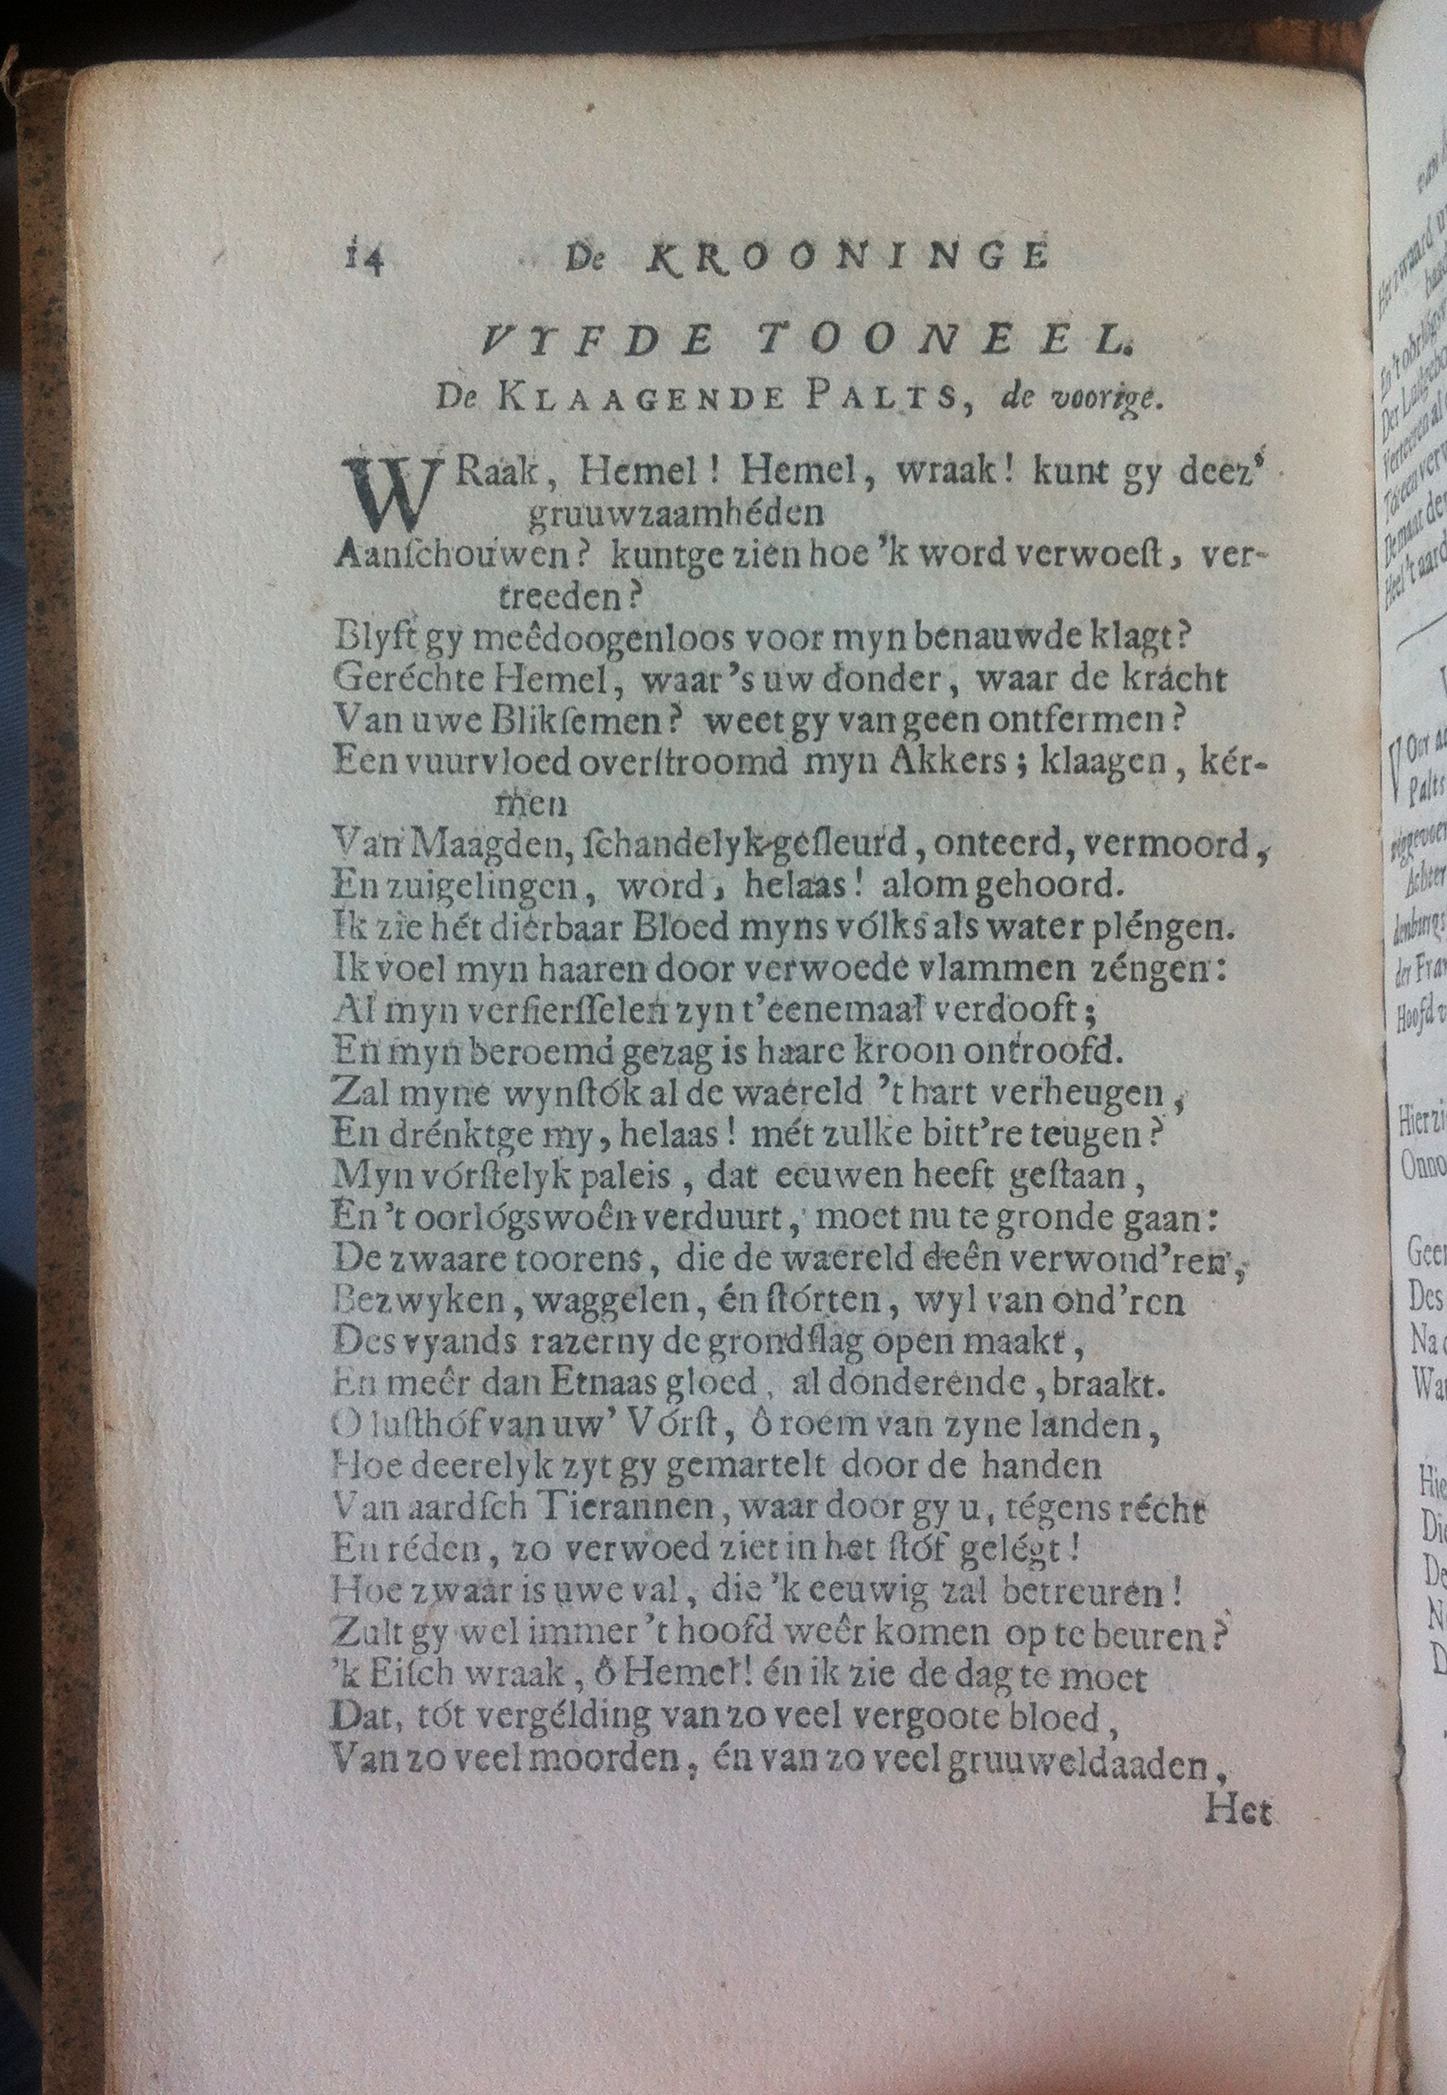 14 De KROONINGE
VYFDE TOONEEL.
De KLAAGENDE PALTS, de voorige.
WRaak, Hemel! Hemel, wraak! kunt gy deez'
gruuwzaamhéden
Aanſchouwen? kuntge zien hoe 'k word verwoeſt, ver-
treeden?
Blyft gy meêdoogenloos voor myn benauwde klagt?
Geréchte Hemel, waar 's uw donder, waar de kracht
Van uwe Blikſemen? weet gy van geen ontfermen?
Een vuurvloed overſtroomd myn Akkers; klaagen, kér-
men
Van Maagden, ſchandelyk geſleurd, onteerd, vermoord,
En zuigelingen, word, helaas! alom gehoord.
Ik zie hét dierbaar Bloed myns vólks als water pléngen.
Ik voel myn haaren door verwoede vlammen zéngen:
Al myn verſierſſelen zyn t'eenemaal verdooft;
En myn beroemd gezag is haare kroon ontroofd.
Zal myne wynſtók al de waereld 't hart verheugen,
En drénktge my, helaas! mét zulke bitt're teugen?
Myn vórſtelyk paleis, dat eeuwen heeft geſtaan,
En 't oorlógswoên verduurt, moet nu te gronde gaan:
De zwaare toorens, die de waereld deên verwond'ren,
Bezwyken, waggelen, én ſtórten, wyl van ond'ren
Des vyands razerny de grondſlag open maakt,
En meêr dan Etnaas gloed, al donderende, braakt.
O luſthóf van uw' Vórſt, ô roem van zyne landen,
Hoe deerelyk zyt gy gemartelt door de handen
Van aardſch Tierannen, waar door gy u, tégens récht
En réden, zo verwoed ziet in het ſtóf gelégt!
Hoe zwaar is uwe val, die 'k eeuwig zal betreuren!
Zult gy wel immer 't hoofd weêr komen op te beuren?
'k Eiſch wraak, ô Hemel! én ik zie de dag te moet
Dat, tót vergélding van zo veel vergoote bloed,
Van zo veel moorden, én van zo veel gruuweldaaden,
Het